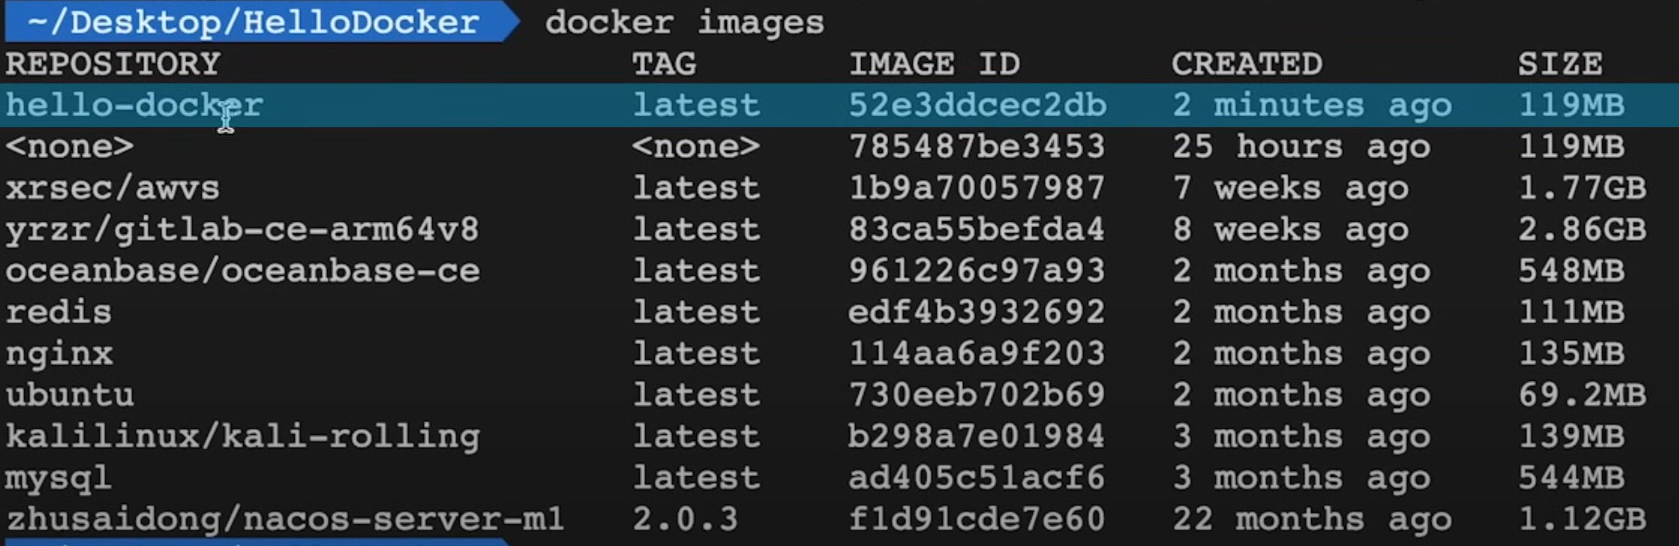 ~/Desktop/HelloDocker docker images
REPOSITORY TAG IMAGE ID CREATED SIZE
hello-docker latest 52e3ddcec2db 2 minutes ago 119MB
<none> <none> 785487be3453 25 hours ago 119MB
xrsec/awvs latest 1b9a70057987 7 weeks ago 1.77GB
yrzr/gitlab-ce-arm64v8 latest 83ca55befda4 8 weeks ago 2.86GB
oceanbase/oceanbase-ce latest 961226c97a93 2 months ago 548MB
redis latest edf4b3932692 2 months ago 111MB
nginx latest 114aa6a9f203 2 months ago 135MB
ubuntu latest 730eeb702b69 2 months ago 69.2MB
kalilinux/kali-rolling latest b298a7e01984 3 months ago 139MB
mysql latest ad405c51acf6 3 months ago 544MB
zhusaidong/nacos-server-m1 2.0.3 f1d91cde7e60 22 months ago 1.12GB